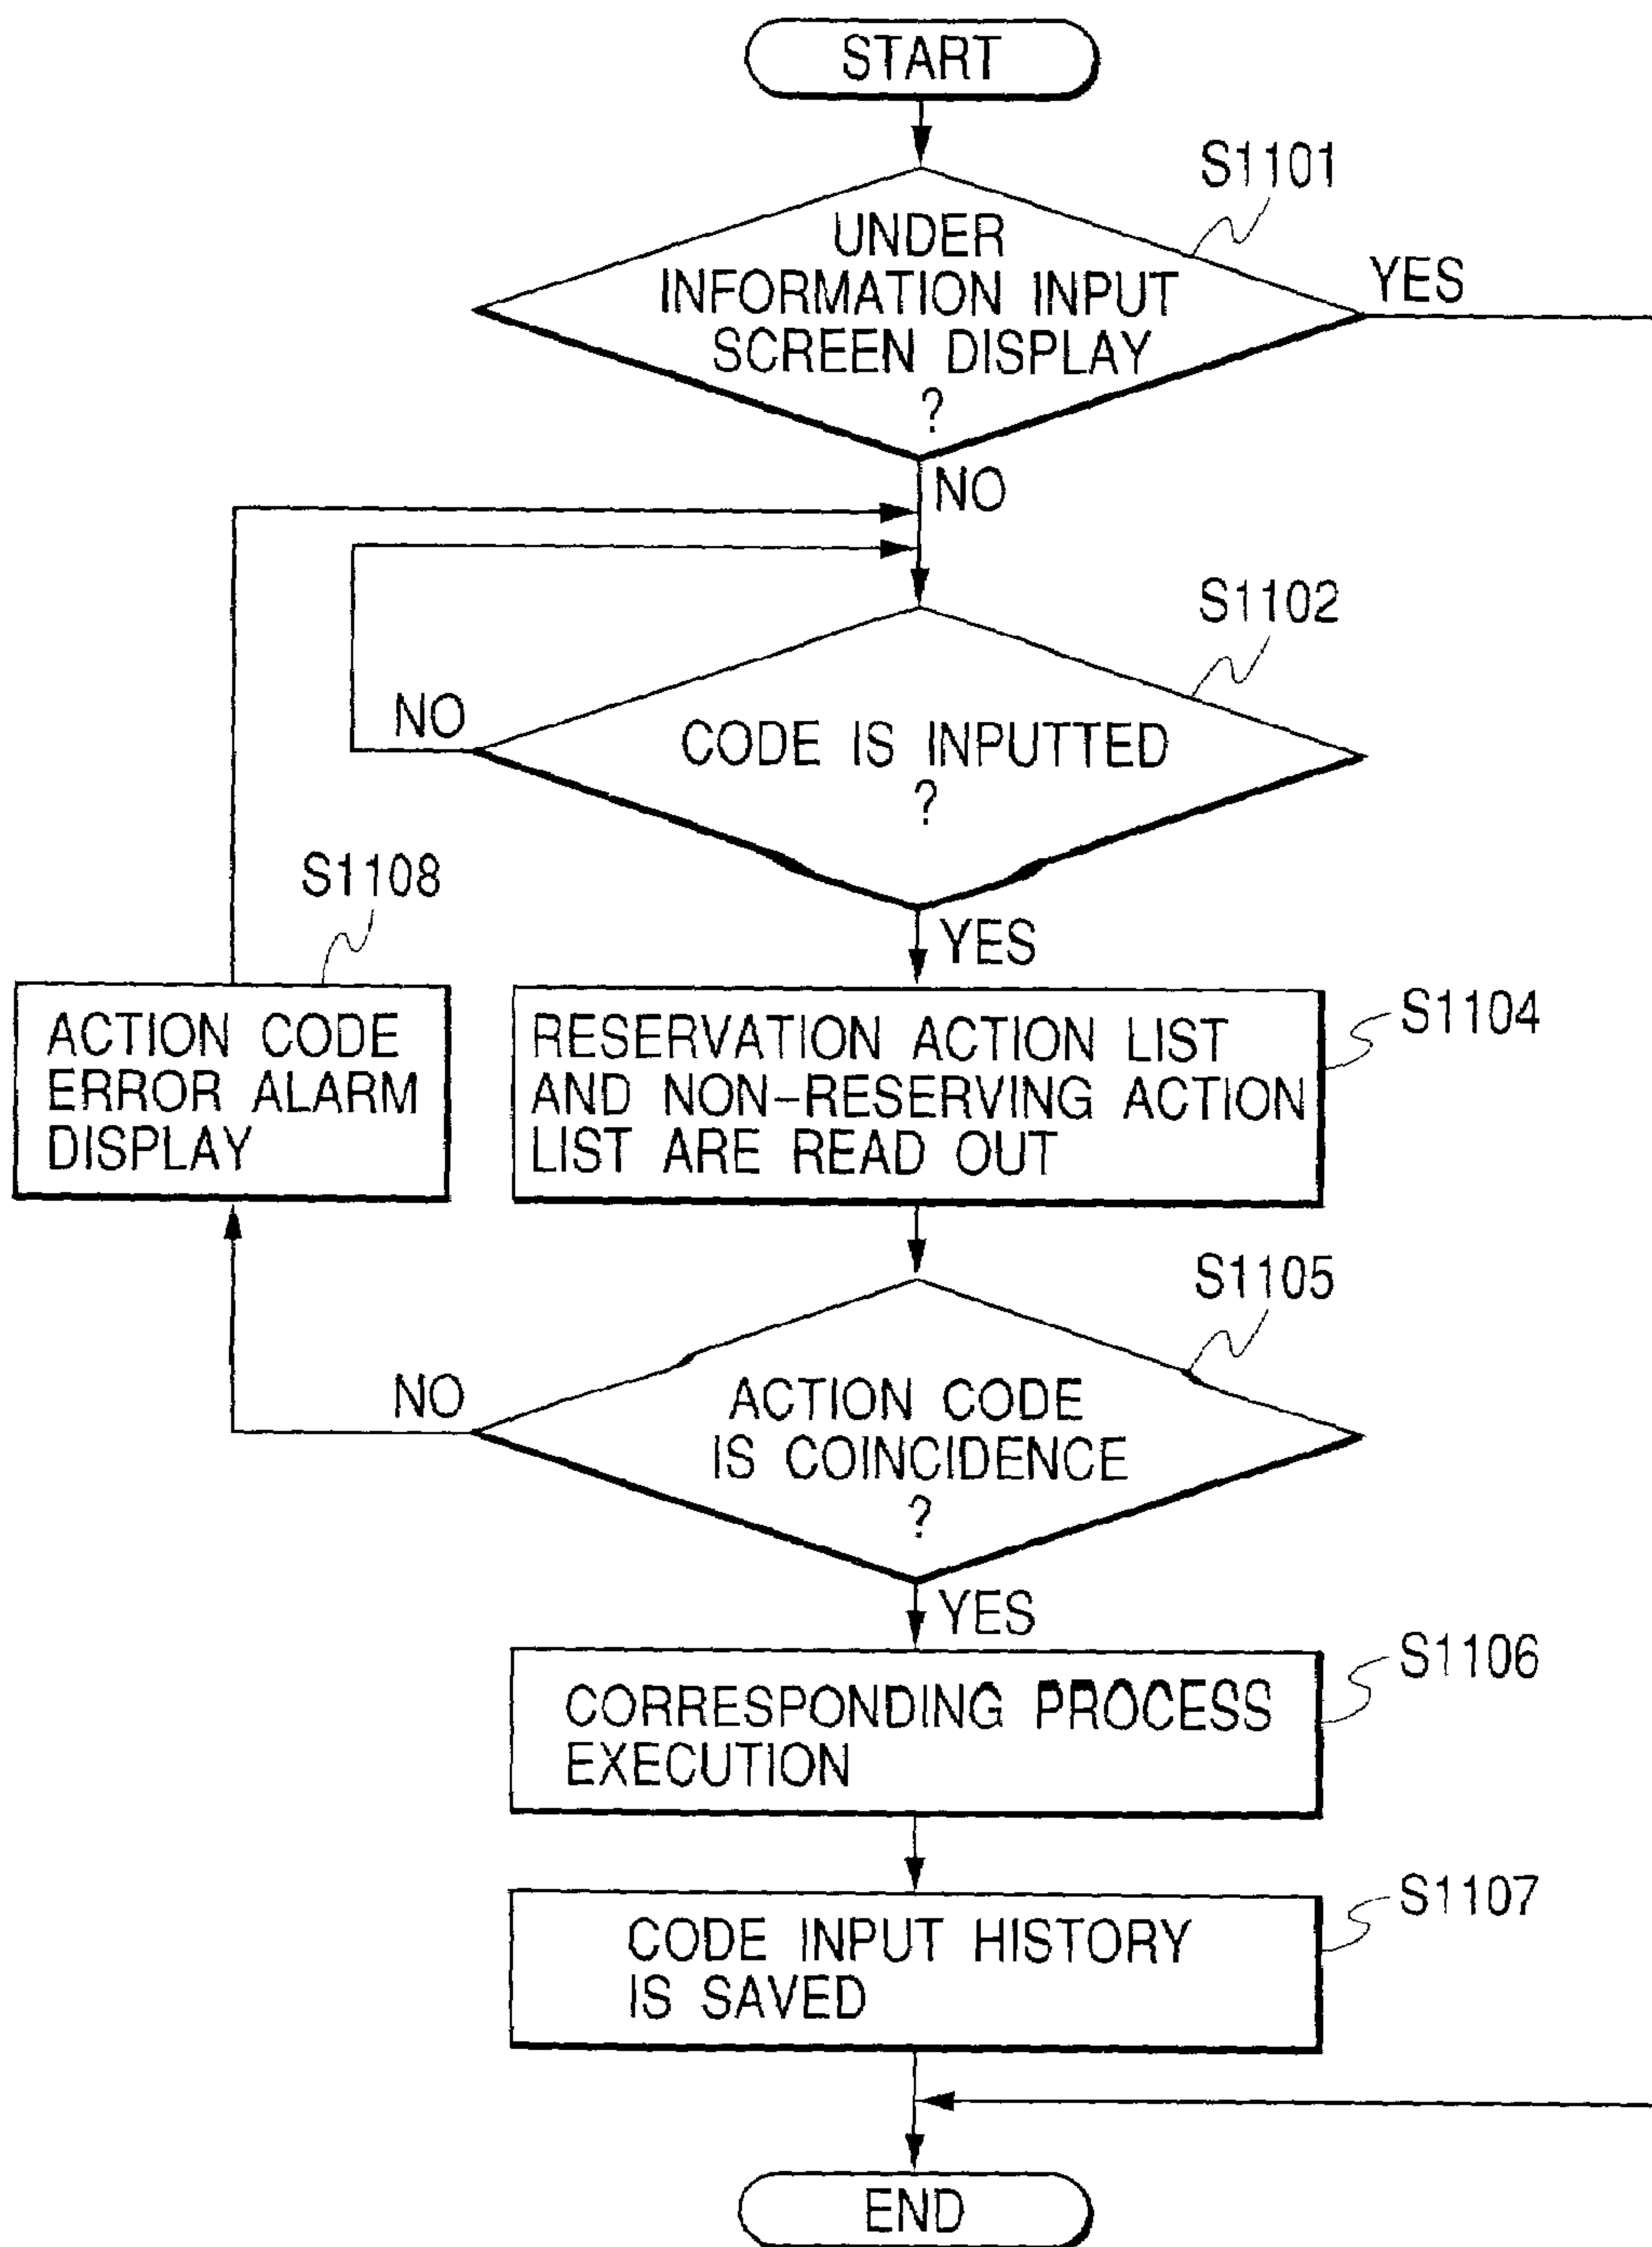 START
S1101
UNDER
INFORMATION INPUT
SCREEN DISPLAY
?
YES
NO
S1102
NO
CODE IS INPUTTED
?
S1108
YES
ACTION CODE
ERROR ALARM
DISPLAY
RESERVATION ACTION LIST
AND NON-RESERVING ACTION
LIST ARE READ OUT
S1104
S1105
NO
ACTION CODE
IS COINCIDENCE
?
YES
S1106
CORRESPONDING PROCESS
EXECUTION
S1107
CODE INPUT HISTORY
IS SAVED
END